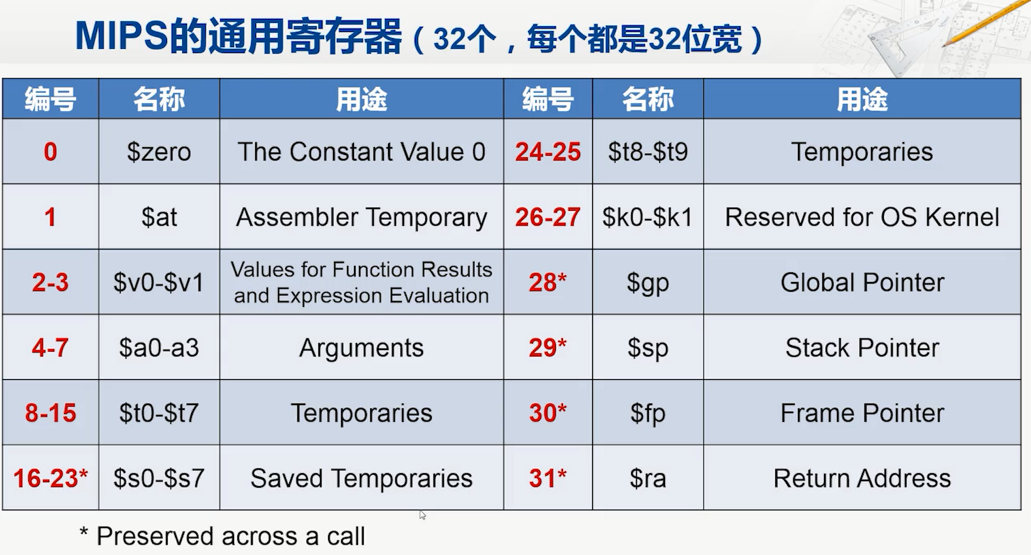 MIPS的通用寄存器（32个，每个都是32位宽）
编号 名称 用途 编号 名称 用途
0 $zero The Constant Value 0 24-25 $t8-$t9 Temporaries
1 $at Assembler Temporary 26-27 $k0-$k1 Reserved for OS Kernel
2-3 $v0-$v1 Values for Function Results
and Expression Evaluation 28* $gp Global Pointer
4-7 $a0-a3 Arguments 29* $sp Stack Pointer
8-15 $t0-$t7 Temporaries 30* $fp Frame Pointer
16-23* $s0-$s7 Saved Temporaries 31* $ra Return Address
* Preserved across a call